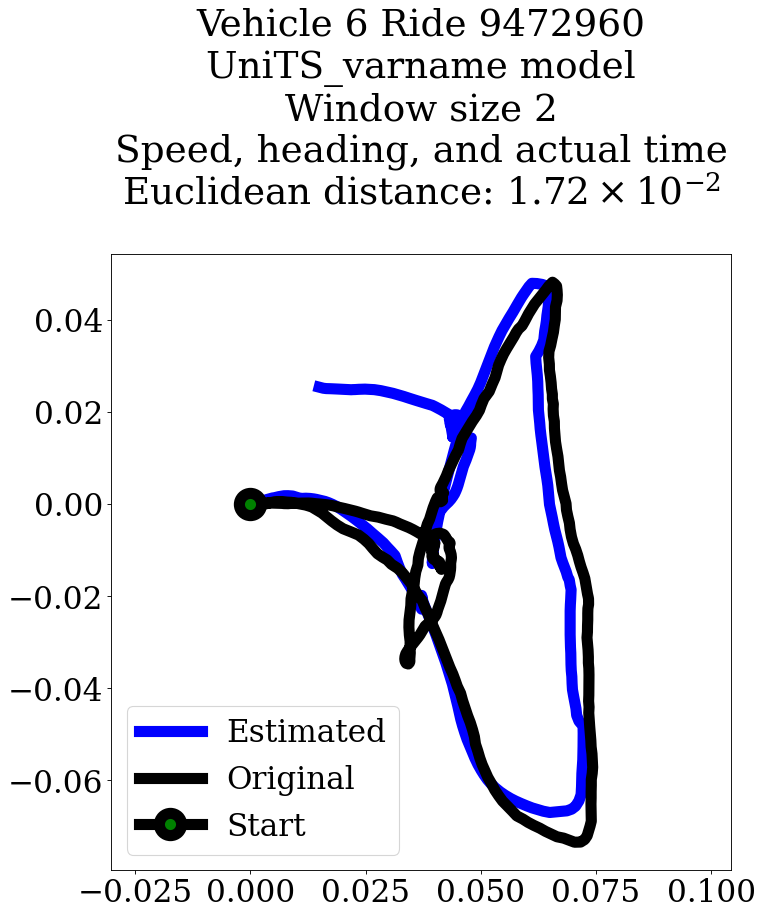 Vehicle 6 Ride 9472960
UniTS_varname model
Window size 2
Speed, heading, and actual time
Euclidean distance: 1.72 × 10⁻²
0.04
0.02
0.00
−0.02
−0.04
−0.06
Estimated
Original
Start
−0.025 0.000 0.025 0.050 0.075 0.100